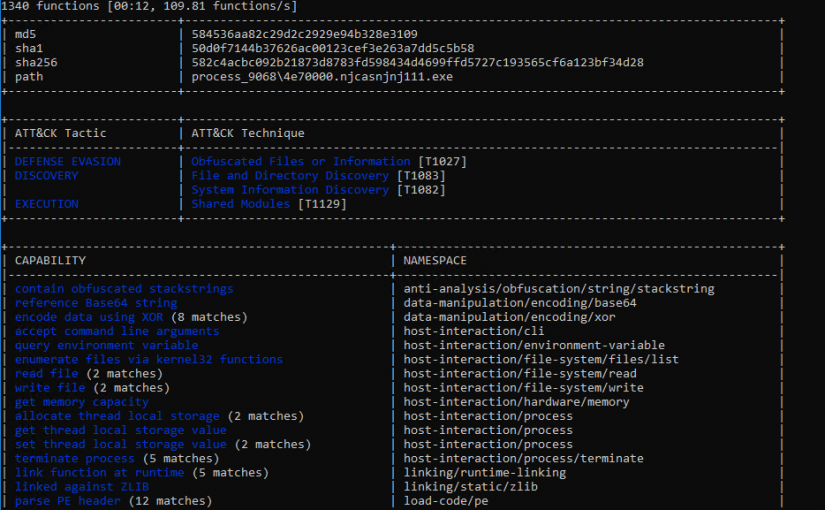 1340 functions [00:12, 109.81 functions/s]
md5 584536aa82c29d2c2929e94b328e3109
sha1 50d0f7144b37626ac00123cef3e263a7dd5c5b58
sha256 582c4acbc092b21873d8783fd598434d4699ffd5727c193565cf6a123bf34d28
path process_9068\4e70000.njcasnjnj111.exe
ATT&CK Tactic ATT&CK Technique
DEFENSE EVASION Obfuscated Files or Information [T1027]
DISCOVERY File and Directory Discovery [T1083]
System Information Discovery [T1082]
EXECUTION Shared Modules [T1129]
CAPABILITY NAMESPACE
contain obfuscated stackstrings anti-analysis/obfuscation/string/stackstring
reference Base64 string data-manipulation/encoding/base64
encode data using XOR (8 matches) data-manipulation/encoding/xor
accept command line arguments host-interaction/cli
query environment variable host-interaction/environment-variable
enumerate files via kernel32 functions host-interaction/file-system/files/list
read file (2 matches) host-interaction/file-system/read
write file (2 matches) host-interaction/file-system/write
get memory capacity host-interaction/hardware/memory
allocate thread local storage (2 matches) host-interaction/process
get thread local storage value host-interaction/process
set thread local storage value (2 matches) host-interaction/process
terminate process (5 matches) host-interaction/process/terminate
link function at runtime (5 matches) linking/runtime-linking
linked against ZLIB linking/static/zlib
parse PE header (12 matches) load-code/pe